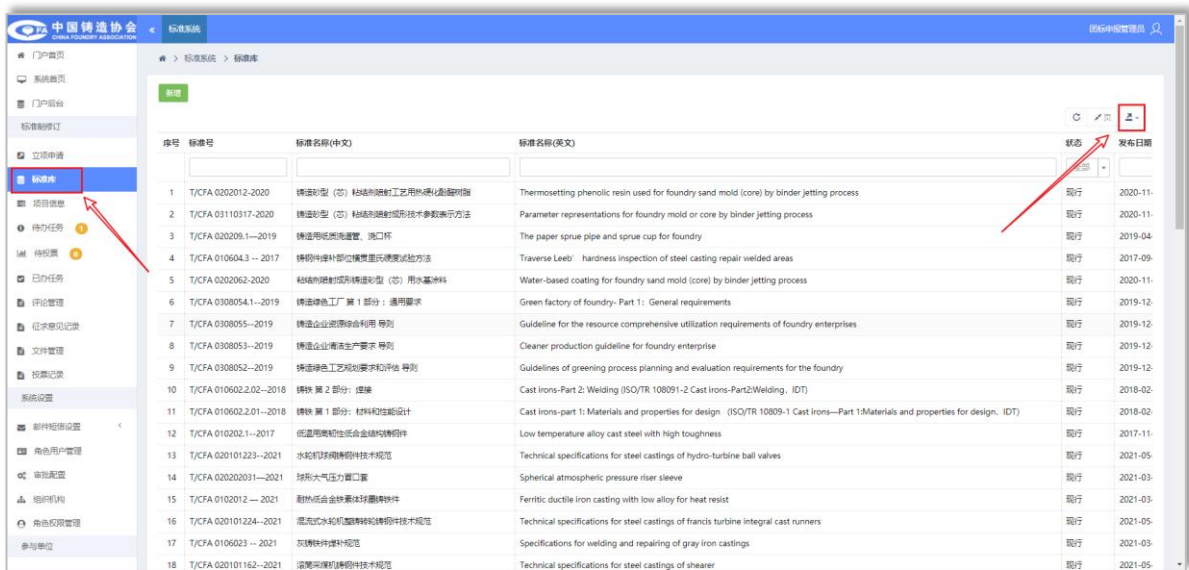 中国铸造协会
CHINA FOUNDRY ASSOCIATION
« 标准系统
团标申报管理员
门户首页
系统首页
门户后台
标准制修订
立项申请
标准库
项目信息
待办任务 1
待投票
已办任务
评论管理
征求意见记录
文件管理
投票记录
系统设置
邮件短信设置 <
角色用户管理
审批配置
组织机构
角色权限管理
参与单位
> 标准系统 > 标准库
新增
页
序号 标准号 标准名称(中文) 标准名称(英文) 状态 发布日期
全部
1 T/CFA 0202012-2020 铸造砂型（芯）粘结剂喷射工艺用热硬化酚醛树脂 Thermosetting phenolic resin used for foundry sand mold (core) by binder jetting process 现行 2020-11-
2 T/CFA 03110317-2020 铸造砂型（芯）粘结剂喷射成形技术参数表示方法 Parameter representations for foundry mold or core by binder jetting process 现行 2020-11-
3 T/CFA 020209.1—2019 铸造用纸质浇道管、浇口杯 The paper sprue pipe and sprue cup for foundry 现行 2019-04-
4 T/CFA 010604.3 -- 2017 铸钢件焊补部位横贯里氏硬度试验方法 Traverse Leeb' hardness inspection of steel casting repair welded areas 现行 2017-09-
5 T/CFA 0202062-2020 粘结剂喷射成形铸造砂型（芯）用水基涂料 Water-based coating for foundry sand mold (core) by binder jetting process 现行 2020-11-
6 T/CFA 0308054.1--2019 铸造绿色工厂 第 1 部分：通用要求 Green factory of foundry- Part 1: General requirements 现行 2019-12-
7 T/CFA 0308055--2019 铸造企业资源综合利用 导则 Guideline for the resource comprehensive utilization requirements of foundry enterprises 现行 2019-12-
8 T/CFA 0308053--2019 铸造企业清洁生产要求 导则 Cleaner production guideline for foundry enterprise 现行 2019-12-
9 T/CFA 0308052--2019 铸造绿色工艺规划要求和评估 导则 Guidelines of greening process planning and evaluation requirements for the foundry 现行 2019-12-
10 T/CFA 010602.2.02--2018 铸铁 第 2 部分：焊接 Cast irons-Part 2: Welding (ISO/TR 108091-2 Cast irons-Part2:Welding, IDT) 现行 2018-02-
11 T/CFA 010602.2.01--2018 铸铁 第 1 部分：材料和性能设计 Cast irons-part 1: Materials and properties for design (ISO/TR 10809-1 Cast irons—Part 1:Materials and properties for design, IDT) 现行 2018-02-
12 T/CFA 010202.1--2017 低温用高韧性低合金结构铸钢件 Low temperature alloy cast steel with high toughness 现行 2017-11-
13 T/CFA 020101223--2021 水轮机球阀铸钢件技术规范 Technical specifications for steel castings of hydro-turbine ball valves 现行 2021-05-
14 T/CFA 020202031—2021 球形大气压力冒口套 Spherical atmospheric pressure riser sleeve 现行 2021-03-
15 T/CFA 0102012 — 2021 耐热低合金铁素体球墨铸铁件 Ferritic ductile iron casting with low alloy for heat resist 现行 2021-03-
16 T/CFA 020101224--2021 混流式水轮机整铸转轮铸钢件技术规范 Technical specifications for steel castings of francis turbine integral cast runners 现行 2021-05-
17 T/CFA 0106023 -- 2021 灰铸铁件焊补规范 Specifications for welding and repairing of gray iron castings 现行 2021-03-
18 T/CFA 020101162--2021 滚筒采煤机铸钢件技术规范 Technical specifications for steel castings of shearer 现行 2021-05-